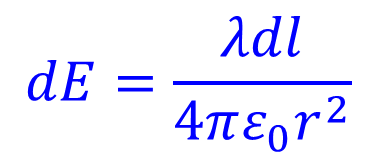 dE = λdl / 4πε₀r²